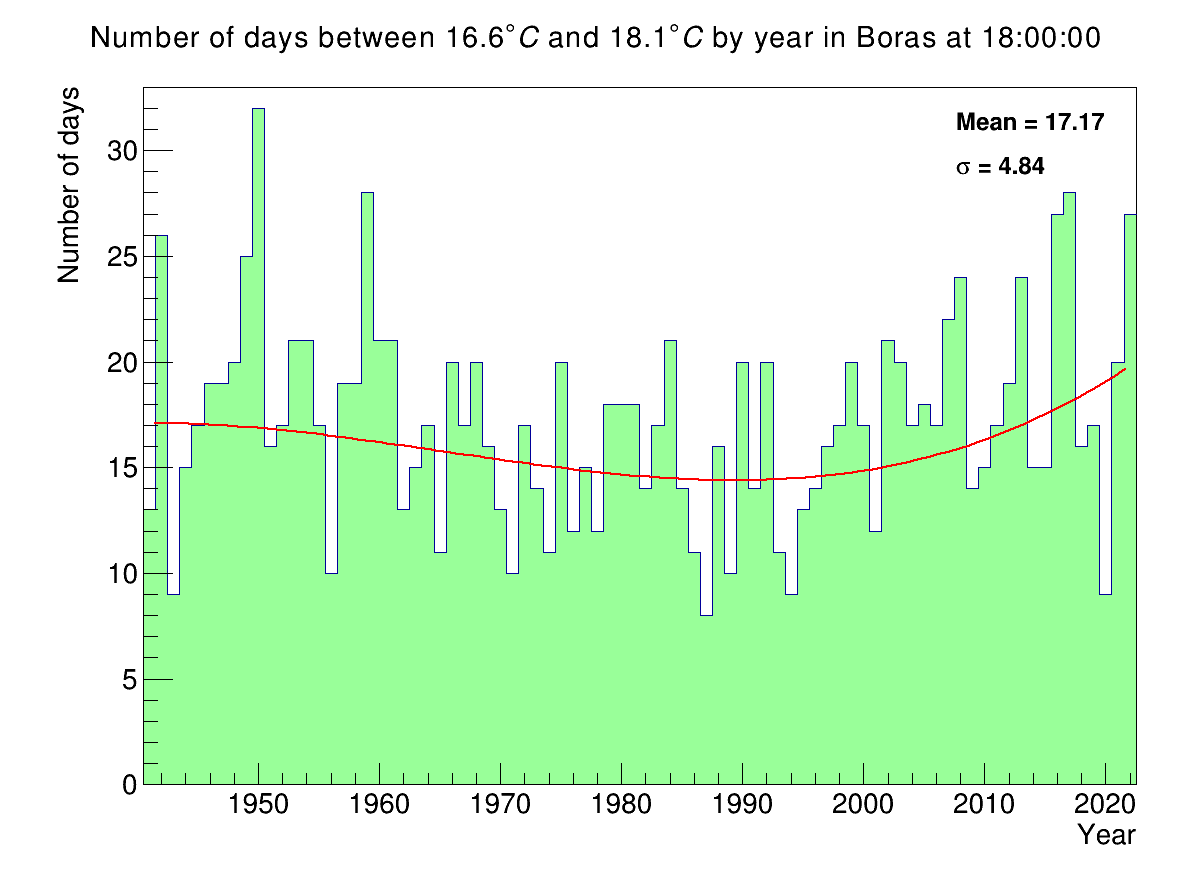 Number of days between 16.6°C and 18.1°C by year in Boras at 18:00:00
Number of days
Mean = 17.17
σ = 4.84
30
25
20
15
10
5
0
1950 1960 1970 1980 1990 2000 2010 2020
Year